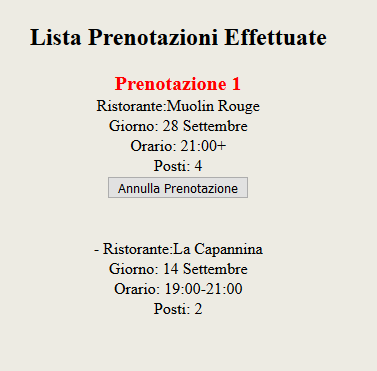 Lista Prenotazioni Effettuate
Prenotazione 1
Ristorante:Muolin Rouge
Giorno: 28 Settembre
Orario: 21:00+
Posti: 4
Annulla Prenotazione
- Ristorante:La Capannina
Giorno: 14 Settembre
Orario: 19:00-21:00
Posti: 2